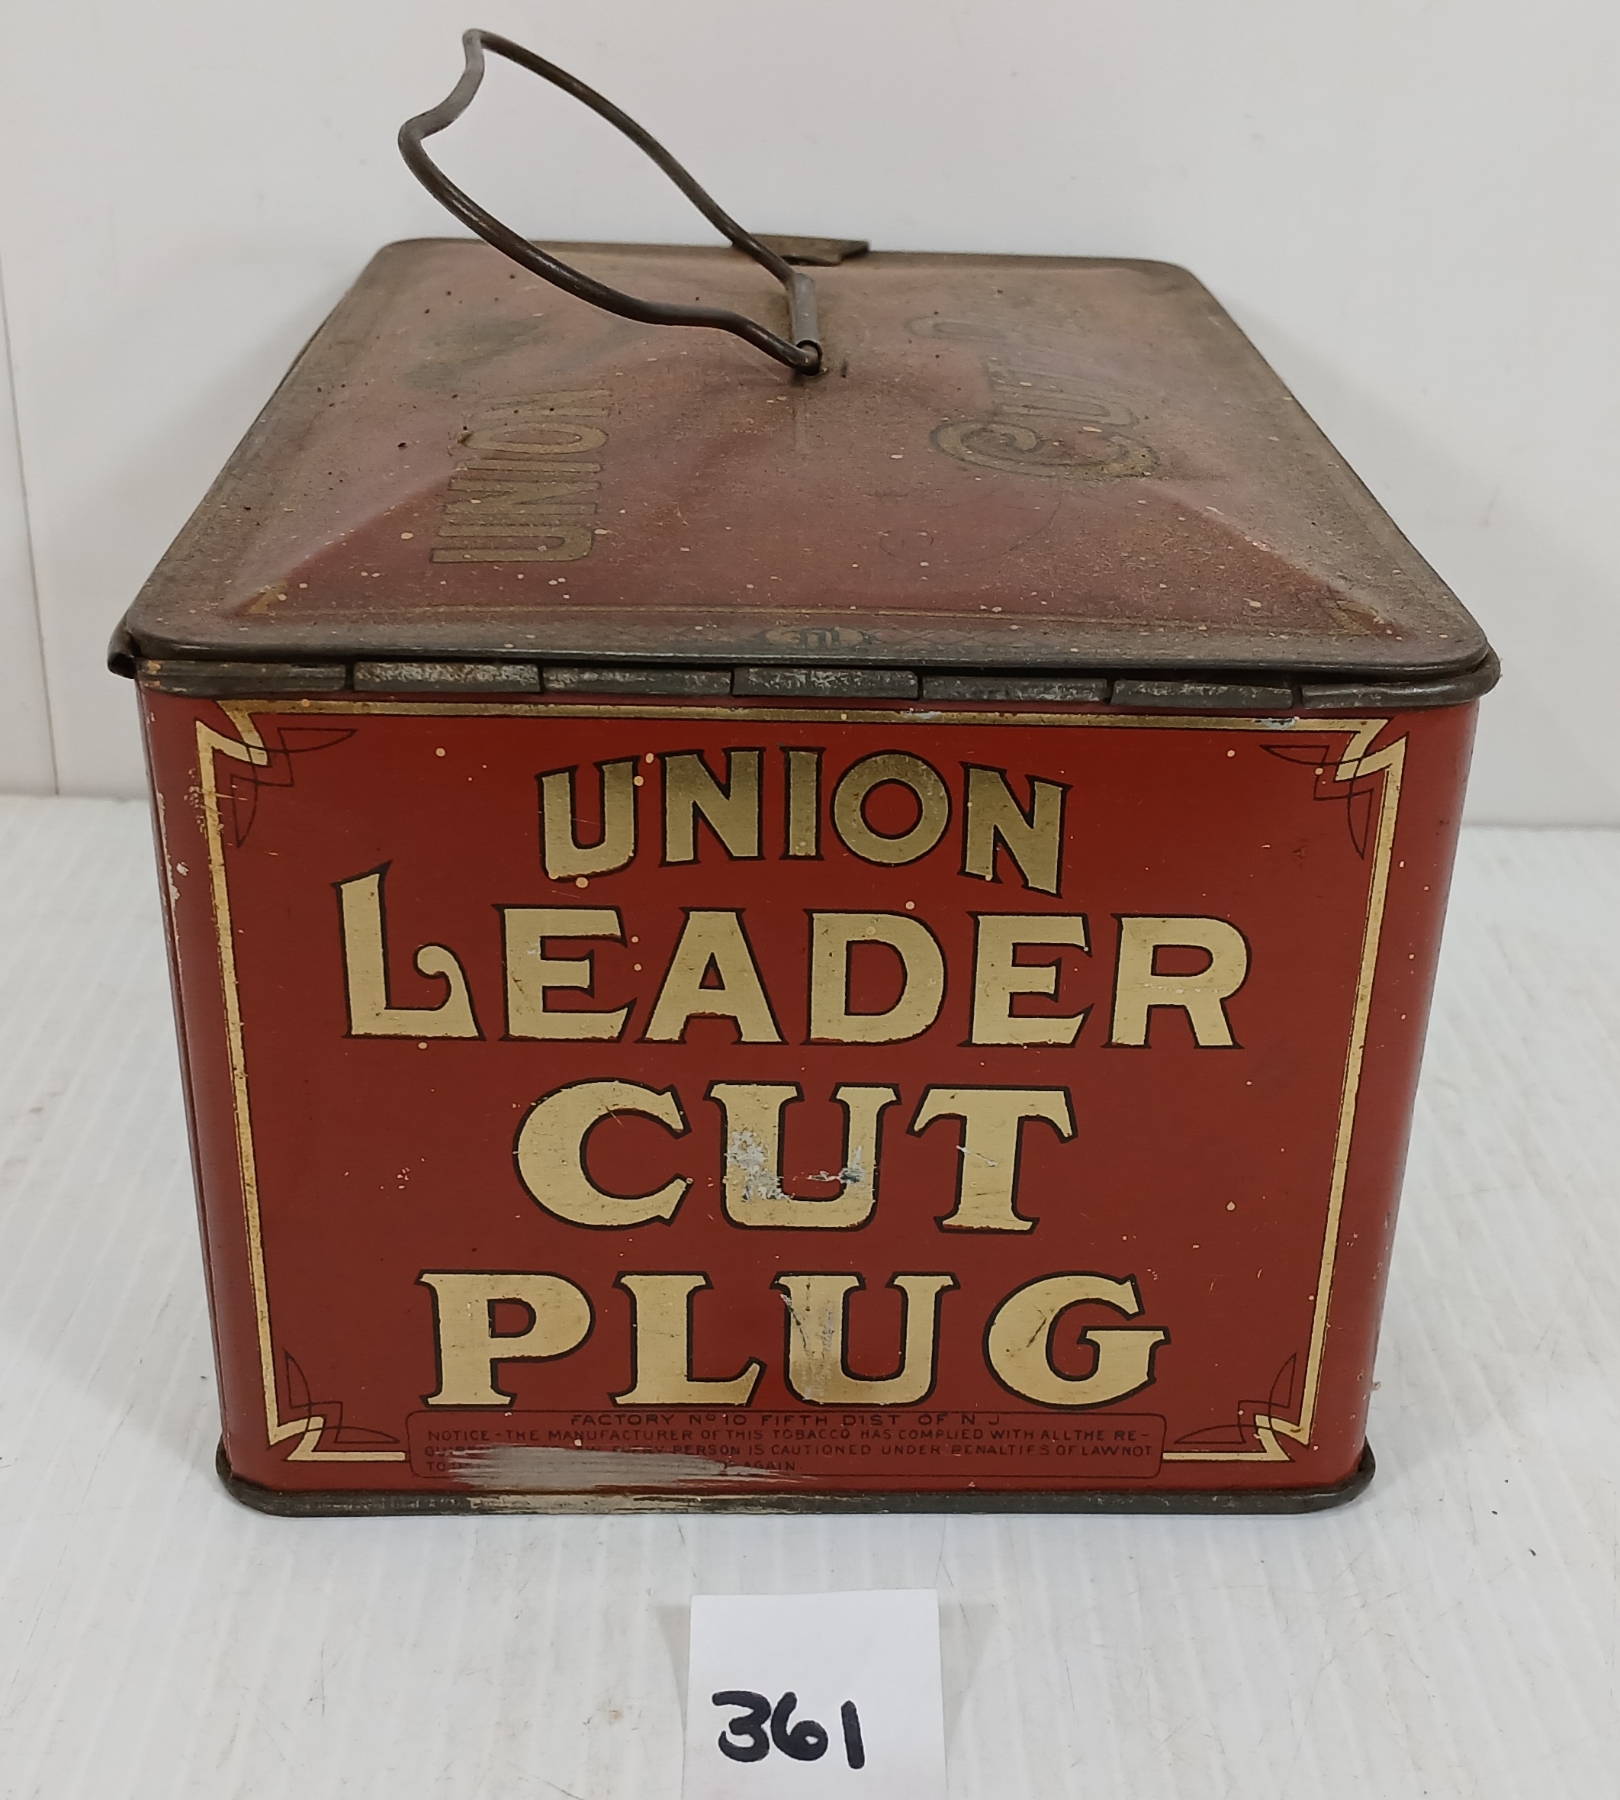 UNION
CUT
UNION
LEADER
CUT
PLUG
FACTORY No 10 FIFTH DIST OF N J
NOTICE - THE MANUFACTURER OF THIS TOBACCO HAS COMPLIED WITH ALL THE RE-
EVERY PERSON IS CAUTIONED UNDER PENALTIES OF LAW NOT
TO AGAIN
361